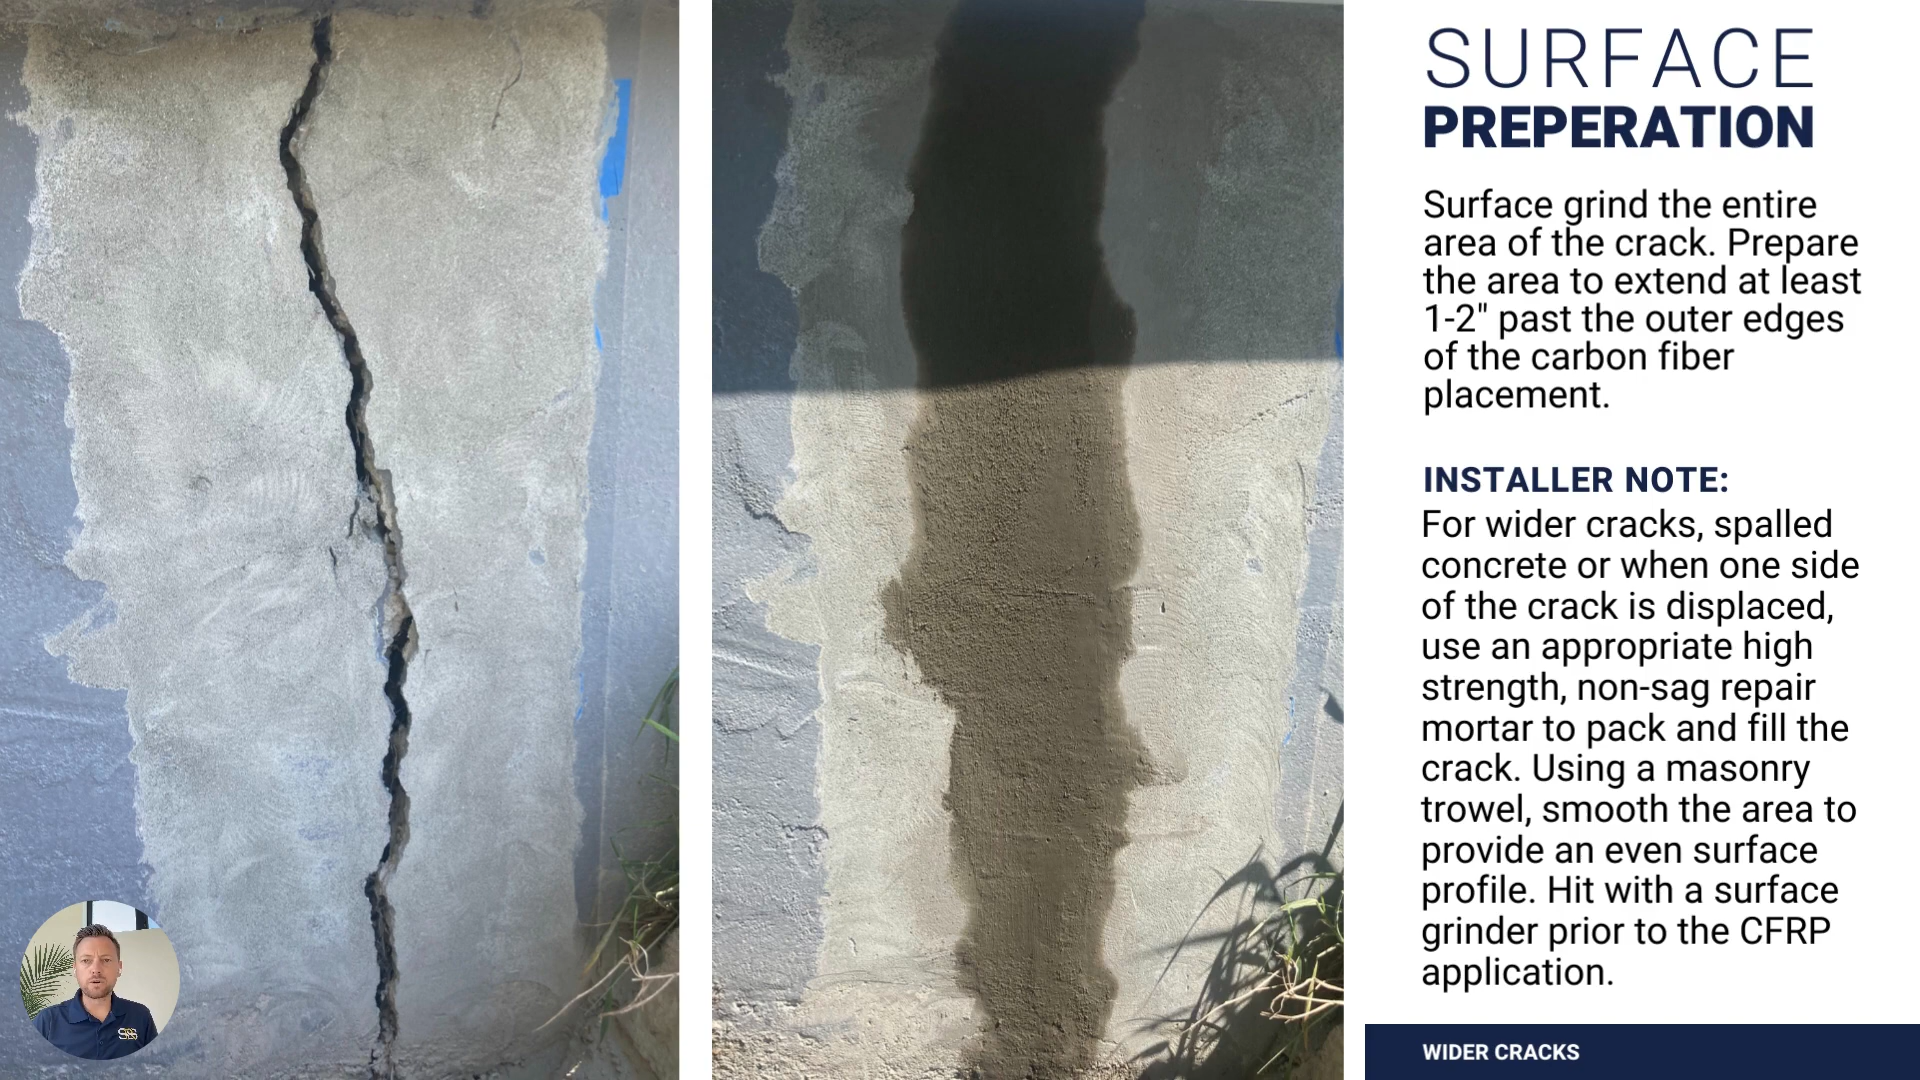 SURFACE
PREPERATION
Surface grind the entire
area of the crack. Prepare
the area to extend at least
1-2" past the outer edges
of the carbon fiber
placement.
INSTALLER NOTE:
For wider cracks, spalled
concrete or when one side
of the crack is displaced,
use an appropriate high
strength, non-sag repair
mortar to pack and fill the
crack. Using a masonry
trowel, smooth the area to
provide an even surface
profile. Hit with a surface
grinder prior to the CFRP
application.
WIDER CRACKS